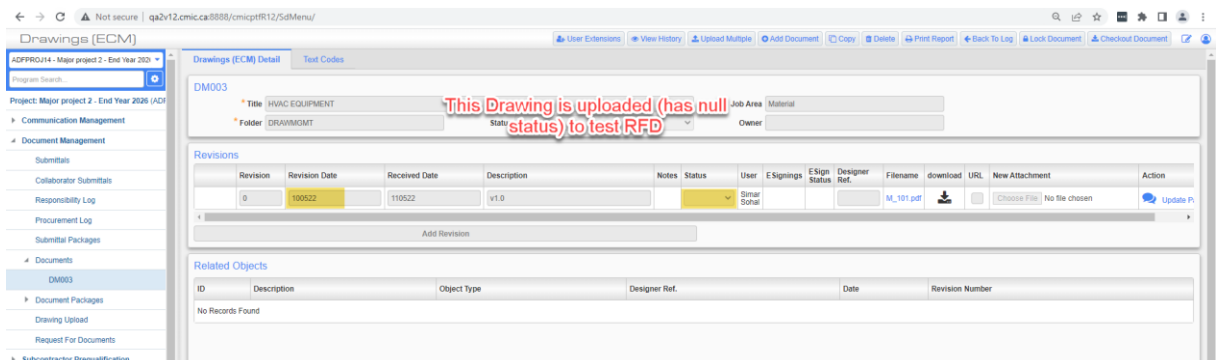 Not secure | qa2v12.cmic.ca:8888/cmicptfR12/SdMenu/
Drawings (ECM)
User Extensions View History Upload Multiple Add Document Copy Delete Print Report Back To Log Lock Document Checkout Document
ADFPROJ14 - Major project 2 - End Year 202
Program Search...
Project: Major project 2 - End Year 2026 (ADF
Communication Management
Document Management
Submittals
Collaborator Submittals
Responsibility Log
Procurement Log
Submittal Packages
Documents
DM003
Document Packages
Drawing Upload
Request For Documents
Subcontractor Prequalification
Drawings (ECM) Detail Text Codes
DM003
* Title HVAC EQUIPMENT Job Area Material
* Folder DRAWMGMT Status Owner
This Drawing is uploaded (has null
status) to test RFD
Revisions
Revision Revision Date Received Date Description Notes Status User ESignings ESign Status Designer Ref. Filename download URL New Attachment Action
0 100522 110522 v1.0 Simar Sohal M_101.pdf Choose File No file chosen Update Pa
Add Revision
Related Objects
ID Description Object Type Designer Ref. Date Revision Number
No Records Found